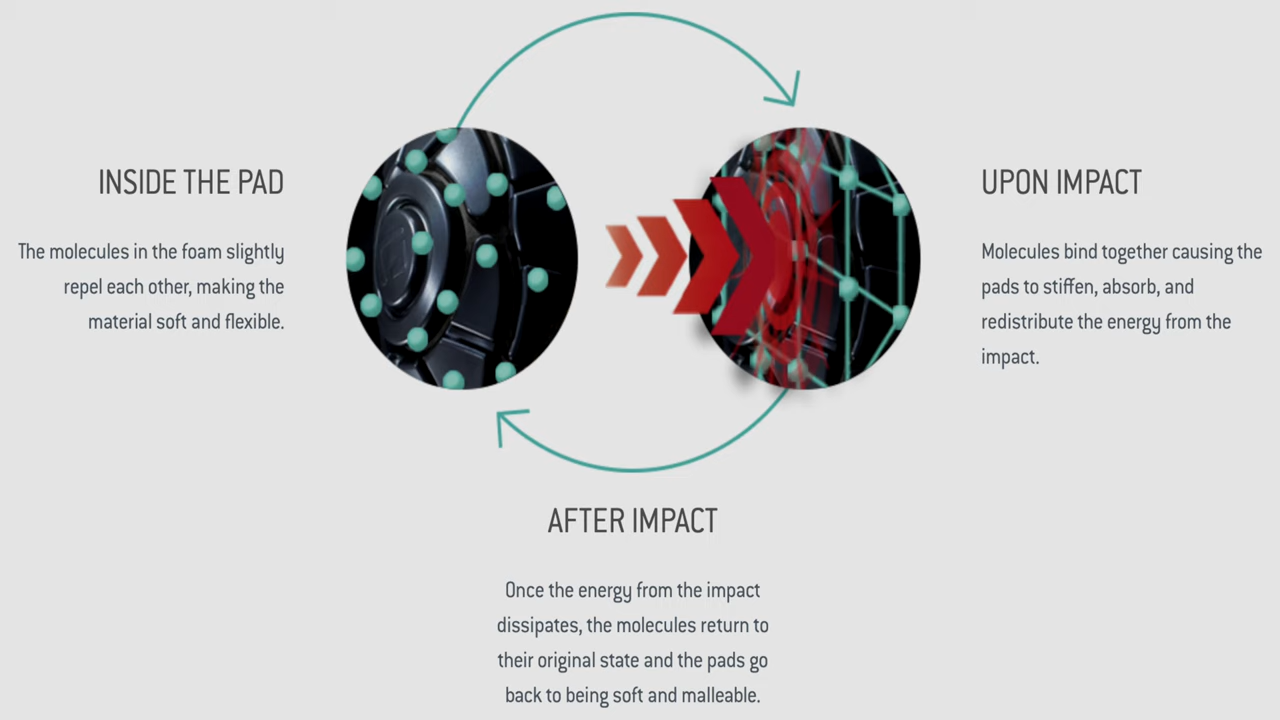 INSIDE THE PAD
The molecules in the foam slightly
repel each other, making the
material soft and flexible.
UPON IMPACT
Molecules bind together causing the
pads to stiffen, absorb, and
redistribute the energy from the
impact.
AFTER IMPACT
Once the energy from the impact
dissipates, the molecules return to
their original state and the pads go
back to being soft and malleable.